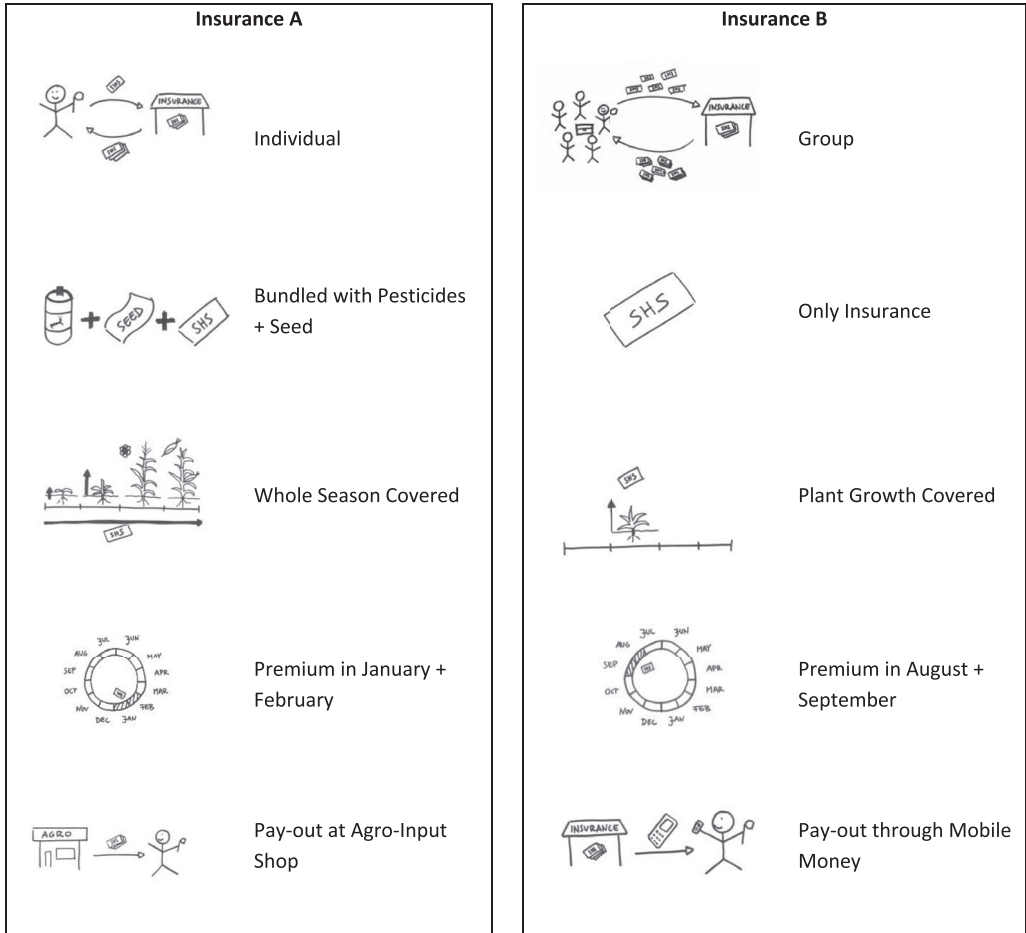 Insurance A
INSURANCE
SHS
SHS
SHS
Individual
SEED
SHS
Bundled with Pesticides
+ Seed
SHS
Whole Season Covered
JUL JUN
AUG MAY
SEP APR
OCT MAR
NOV FEB
DEC JAN
Premium in January +
February
AGRO
Pay-out at Agro-Input
Shop
Insurance B
INSURANCE
Group
SHS
Only Insurance
SHS
Plant Growth Covered
JUL JUN
AUG MAY
SEP APR
OCT MAR
NOV FEB
DEC JAN
Premium in August +
September
INSURANCE
Pay-out through Mobile
Money